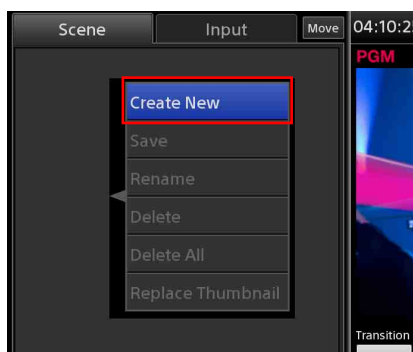 Scene Input Move 04:10:2
PGM
Create New
Save
Rename
Delete
Delete All
Replace Thumbnail
Transition